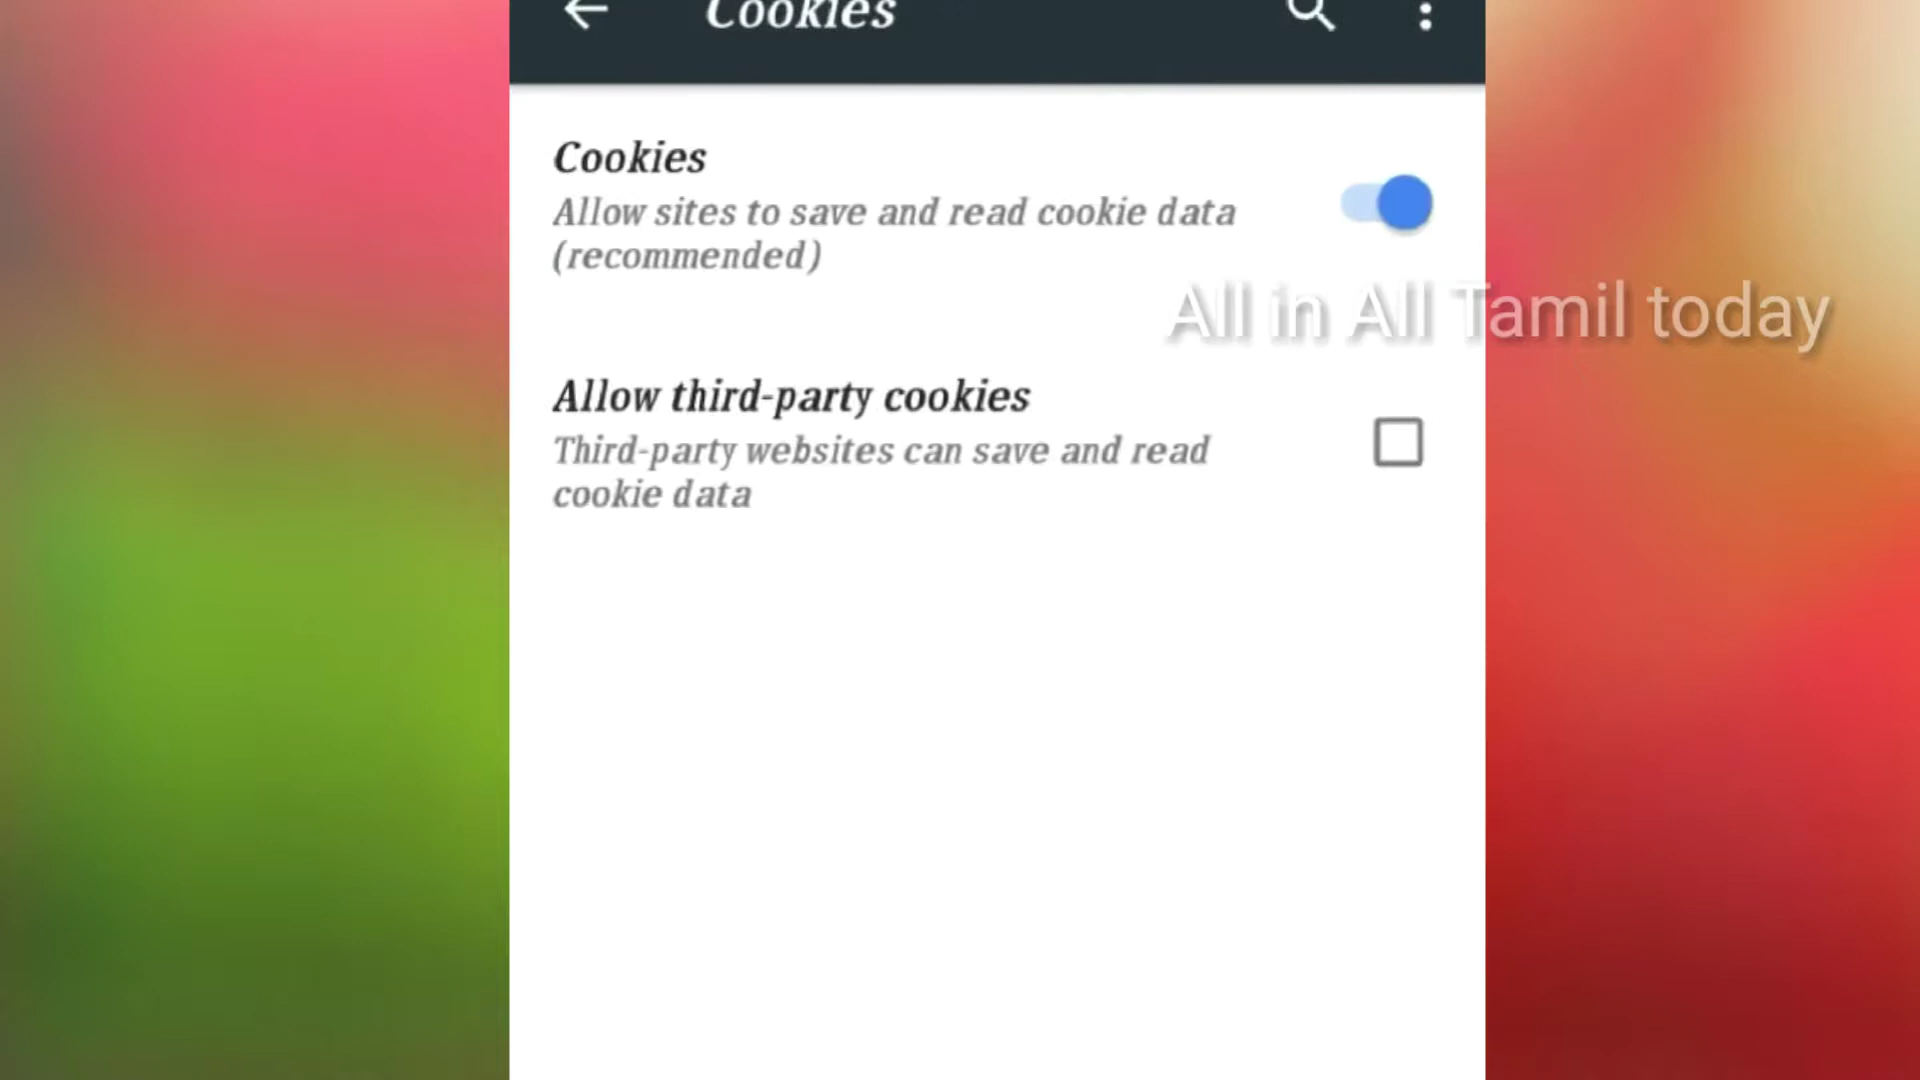 Cookies
Cookies
Allow sites to save and read cookie data
(recommended)
All in All Tamil today
Allow third-party cookies
Third-party websites can save and read
cookie data